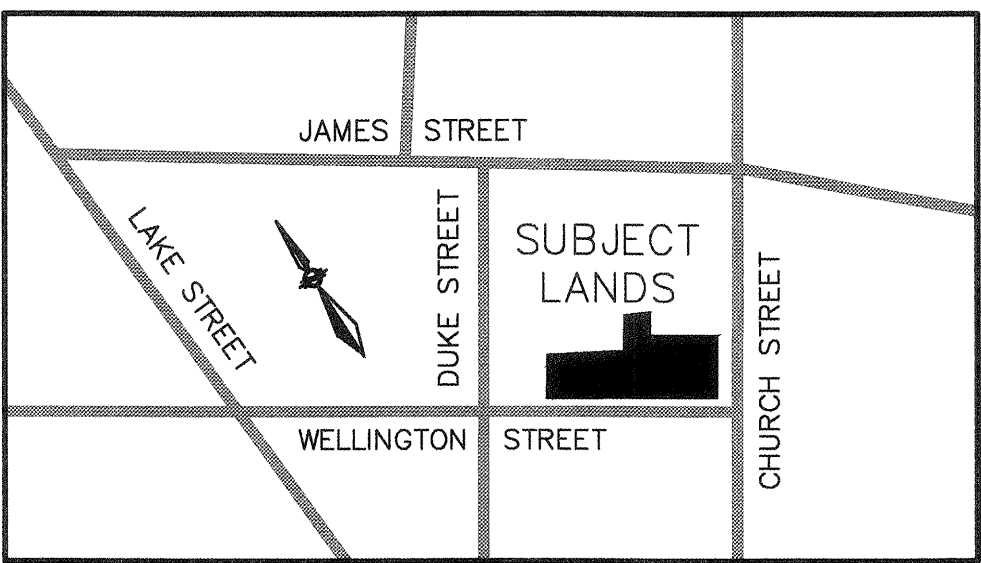 JAMES STREET
LAKE STREET
DUKE STREET
SUBJECT
LANDS
CHURCH STREET
WELLINGTON STREET